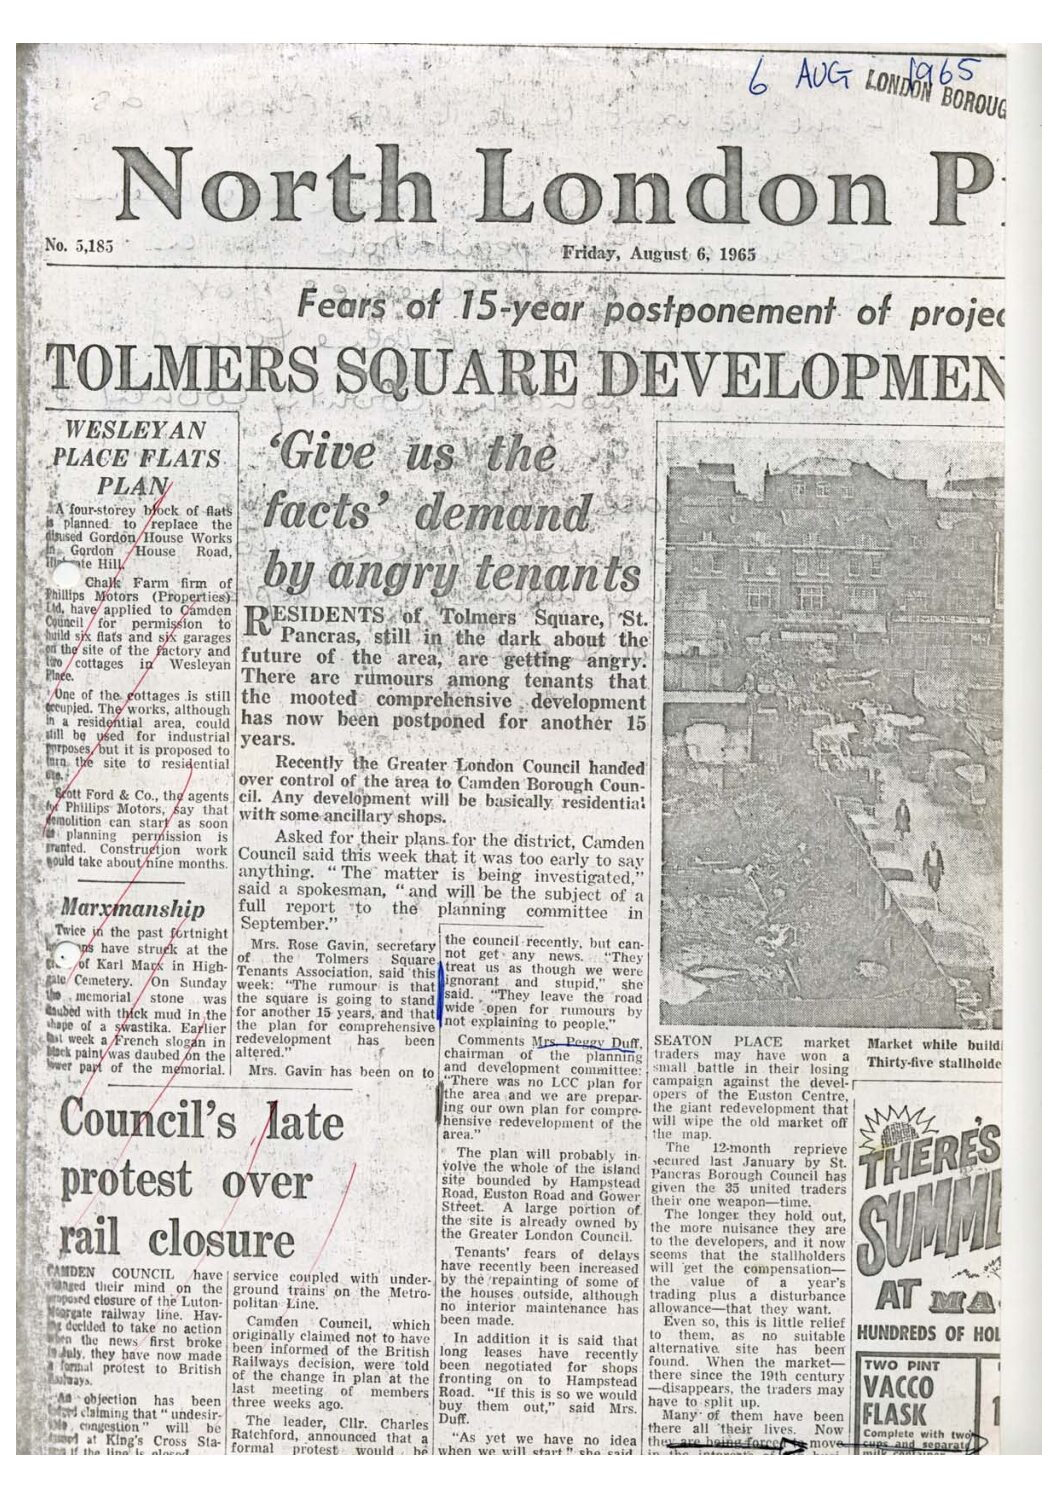 6 AUG 1965
LONDON BOROUG
North London P
No. 5,185
Friday, August 6, 1965
Fears of 15-year postponement of projec
TOLMERS SQUARE DEVELOPMEN
WESLEYAN
PLACE FLATS
PLAN
A four-storey block of flats
is planned to replace the
disused Gordon House Works
in Gordon House Road,
Hill.
Chalk Farm firm of
Phillips Motors (Properties)
Ltd, have applied to Camden
Council for permission to
build six flats and six garages
on the site of the factory and
two cottages in Wesleyan
Place.
One of the cottages is still
occupied. The works, although
in a residential area, could
still be used for industrial
purposes, but it is proposed to
turn the site to residential
use.
Scott Ford & Co., the agents
for Phillips Motors, say that
demolition can start as soon
as planning permission is
granted. Construction work
would take about nine months.
Marxmanship
Twice in the past fortnight
have struck at the
of Karl Marx in High-
gate Cemetery. On Sunday
the memorial stone was
daubed with thick mud in the
shape of a swastika. Earlier
that week a French slogan in
black paint was daubed on the
lower part of the memorial.
Council's late
protest over
rail closure
CAMDEN COUNCIL have
changed their mind on the
proposed closure of the Luton-
Moorgate railway line. Hav-
ing decided to take no action
when the news first broke
in July, they have now made
a formal protest to British
Railways.
An objection has been
claiming that "undesir-
able congestion" will be
at King's Cross Sta-
if the line is closed
service coupled with under-
ground trains on the Metro-
politan Line.
Camden Council, which
originally claimed not to have
been informed of the British
Railways decision, were told
of the change in plan at the
last meeting of members
three weeks ago.
The leader, Cllr. Charles
Ratchford, announced that a
formal protest would be
'Give us the
facts' demand
by angry tenants
RESIDENTS of Tolmers Square, St.
Pancras, still in the dark about the
future of the area, are getting angry.
There are rumours among tenants that
the mooted comprehensive development
has now been postponed for another 15
years.
Recently the Greater London Council handed
over control of the area to Camden Borough Coun-
cil. Any development will be basically residential
with some ancillary shops.
Asked for their plans for the district, Camden
Council said this week that it was too early to say
anything. "The matter is being investigated,"
said a spokesman, "and will be the subject of a
full report to the planning committee in
September."
Mrs. Rose Gavin, secretary
of the Tolmers Square
Tenants Association, said this
week: "The rumour is that
the square is going to stand
for another 15 years, and that
the plan for comprehensive
redevelopment has been
altered."
Mrs. Gavin has been on to
the council recently, but can-
not get any news. "They
treat us as though we were
ignorant and stupid," she
said. "They leave the road
wide open for rumours by
not explaining to people."
Comments Mrs. Peggy Duff,
chairman of the planning
and development committee:
"There was no LCC plan for
the area and we are prepar-
ing our own plan for compre-
hensive redevelopment of the
area."
The plan will probably in-
volve the whole of the island
site bounded by Hampstead
Road, Euston Road and Gower
Street. A large portion of
the site is already owned by
the Greater London Council.
Tenants' fears of delays
have recently been increased
by the repainting of some of
the houses outside, although
no interior maintenance has
been made.
In addition it is said that
long leases have recently
been negotiated for shops
fronting on to Hampstead
Road. "If this is so we would
buy them out," said Mrs.
Duff.
"As yet we have no idea
when we will start," she said
SEATON PLACE market
traders may have won a
small battle in their losing
campaign against the devel-
opers of the Euston Centre,
the giant redevelopment that
will wipe the old market off
the map.
The 12-month reprieve
secured last January by St.
Pancras Borough Council has
given the 35 united traders
their one weapon—time.
The longer they hold out,
the more nuisance they are
to the developers, and it now
seems that the stallholders
will get the compensation—
the value of a year's
trading plus a disturbance
allowance—that they want.
Even so, this is little relief
to them, as no suitable
alternative site has been
found. When the market—
there since the 19th century
—disappears, the traders may
have to split up.
Many of them have been
there all their lives. Now
they are being forced to move
Market while build
Thirty-five stallholde
THERE'S
SUMM
AT MA
HUNDREDS OF HOL
TWO PINT
VACCO
FLASK
Complete with two
cups and separate
1